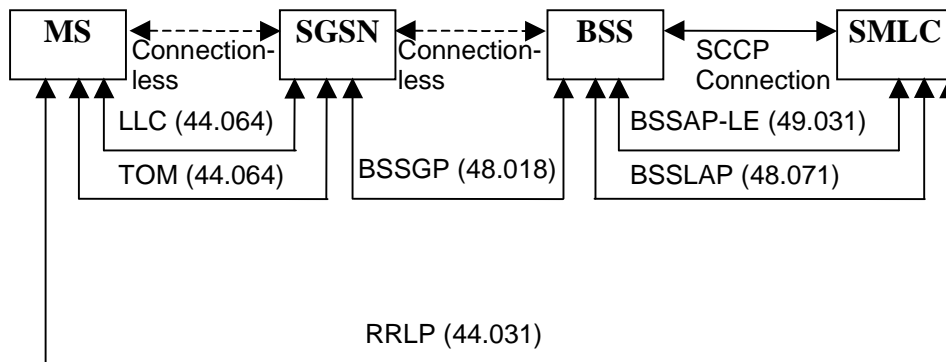 MS SGSN BSS SMLC
Connection-
less
Connection-
less
SCCP
Connection
LLC (44.064)
BSSAP-LE (49.031)
TOM (44.064)
BSSGP (48.018)
BSSLAP (48.071)
RRLP (44.031)